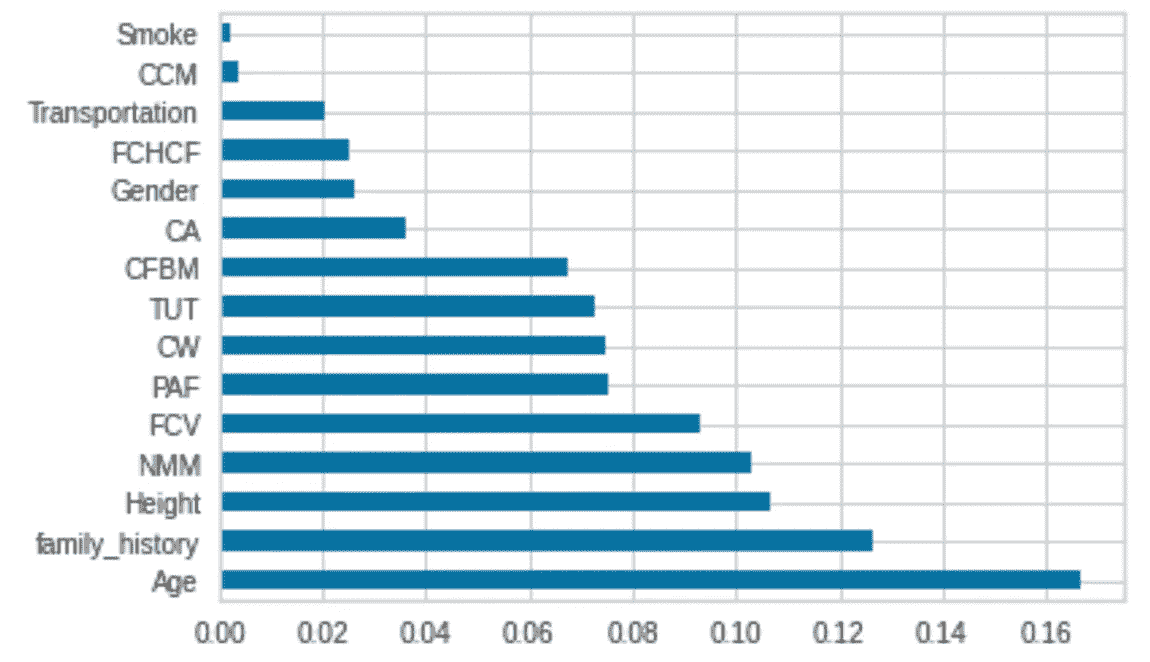 Smoke
CCM
Transportation
FCHCF
Gender
CA
CFBM
TUT
CW
PAF
FCV
NMM
Height
family_history
Age
0.00 0.02 0.04 0.06 0.08 0.10 0.12 0.14 0.16